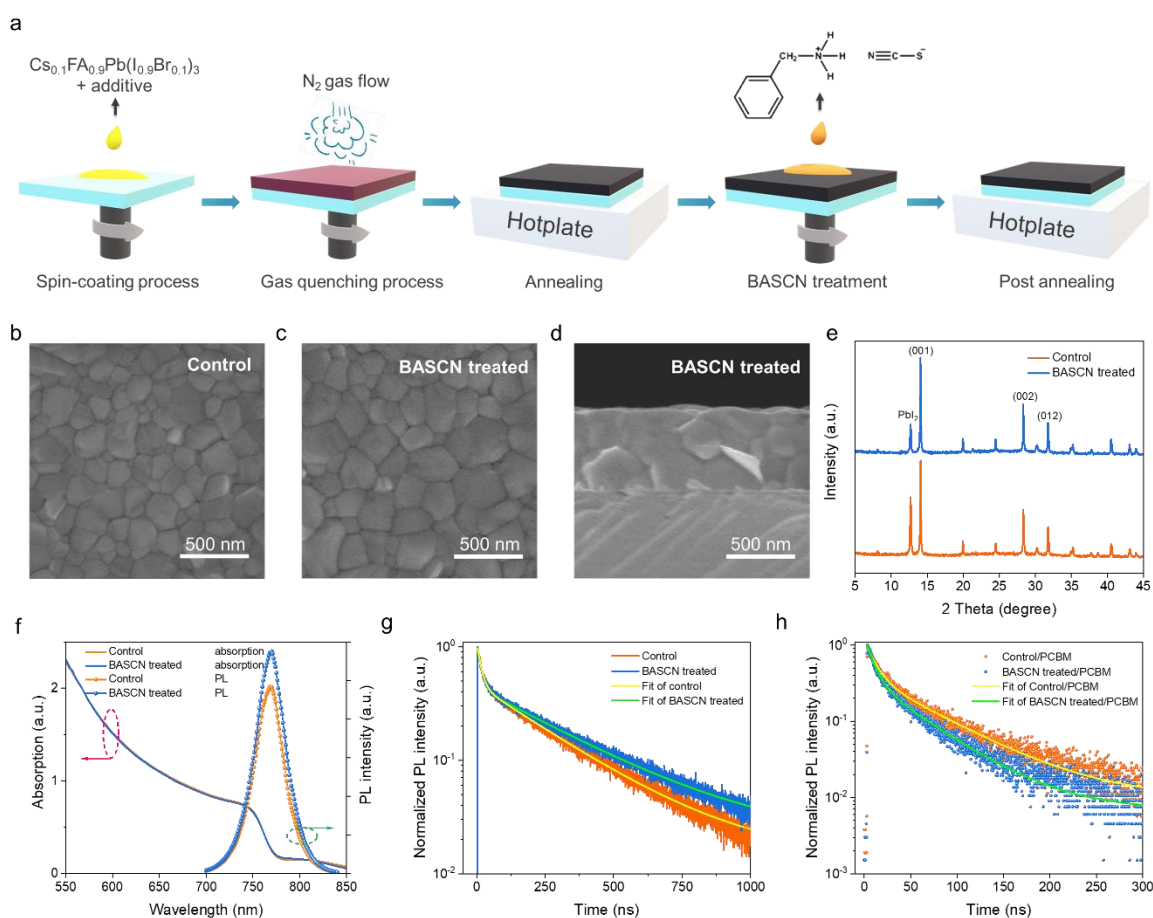 a
Cs0.1FA0.9Pb(I0.9Br0.1)3
+ additive
N2 gas flow
CH2 N+ H H H
N C S-
Hotplate
Hotplate
Spin-coating process
Gas quenching process
Annealing
BASCN treatment
Post annealing
b
Control
500 nm
c
BASCN treated
500 nm
d
BASCN treated
500 nm
e
Control
BASCN treated
(001)
PbI2
(002)
(012)
Intensity (a.u.)
5 10 15 20 25 30 35 40 45
2 Theta (degree)
f
Control absorption
BASCN treated absorption
Control PL
BASCN treated PL
Absorption (a.u.)
PL intensity (a.u.)
2
1
0
550 600 650 700 750 800 850
Wavelength (nm)
g
Control
BASCN treated
Fit of control
Fit of BASCN treated
Normalized PL intensity (a.u.)
10^0
10^-1
10^-2
0 250 500 750 1000
Time (ns)
h
Control/PCBM
BASCN treated/PCBM
Fit of Control/PCBM
Fit of BASCN treated/PCBM
Normalized PL intensity (a.u.)
10^0
10^-1
10^-2
10^-3
0 50 100 150 200 250 300
Time (ns)